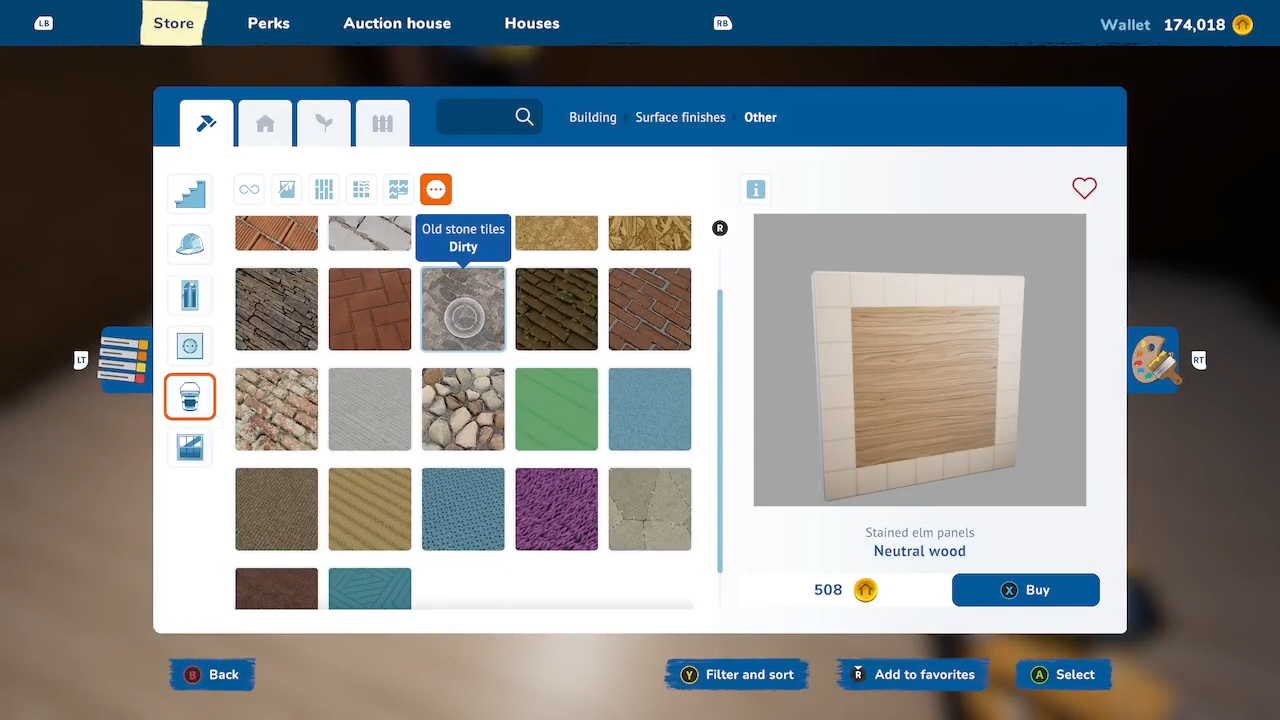 LB
Store
Perks
Auction house
Houses
RB
Wallet 174,018
Building
Surface finishes
Other
Old stone tiles
Dirty
R
LT
RT
Stained elm panels
Neutral wood
508
X Buy
B Back
Y Filter and sort
R Add to favorites
A Select